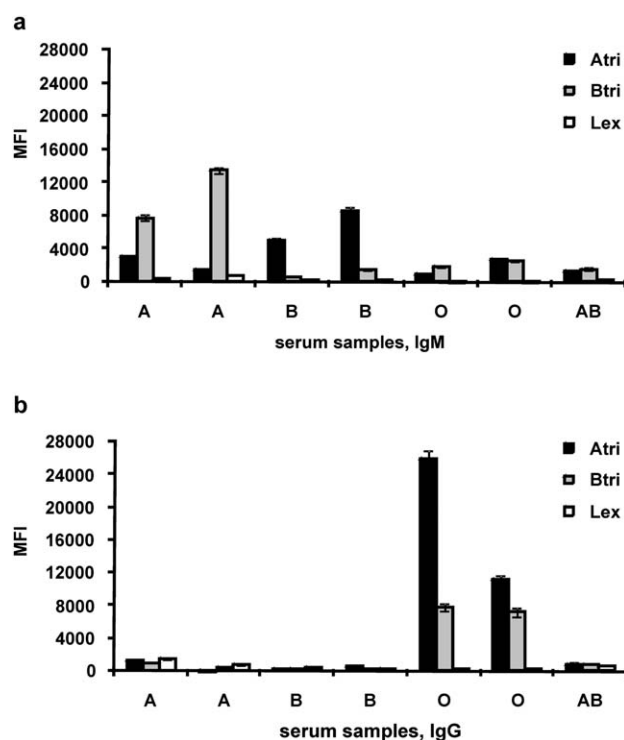 a
28000
24000
20000
16000
12000
8000
4000
0
MFI
Atri
Btri
Lex
A A B B O O AB
serum samples, IgM
b
28000
24000
20000
16000
12000
8000
4000
0
MFI
Atri
Btri
Lex
A A B B O O AB
serum samples, IgG